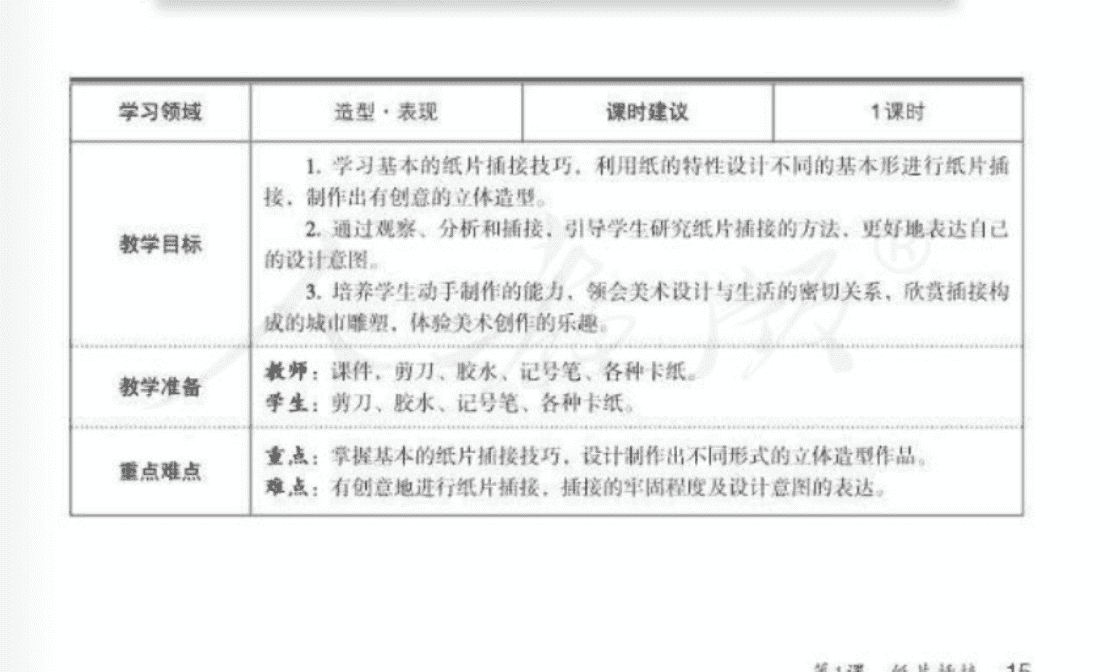 学习领域 造型·表现 课时建议 1课时
教学目标
1. 学习基本的纸片插接技巧，利用纸的特性设计不同的基本形进行纸片插
接，制作出有创意的立体造型。
2. 通过观察、分析和插接，引导学生研究纸片插接的方法，更好地表达自己
的设计意图。
3. 培养学生动手制作的能力，领会美术设计与生活的密切关系，欣赏插接构
成的城市雕塑，体验美术创作的乐趣。
教学准备
教师：课件，剪刀、胶水、记号笔、各种卡纸。
学生：剪刀、胶水、记号笔、各种卡纸。
重点难点
重点：掌握基本的纸片插接技巧，设计制作出不同形式的立体造型作品。
难点：有创意地进行纸片插接，插接的牢固程度及设计意图的表达。
第1课 纸片插接 15